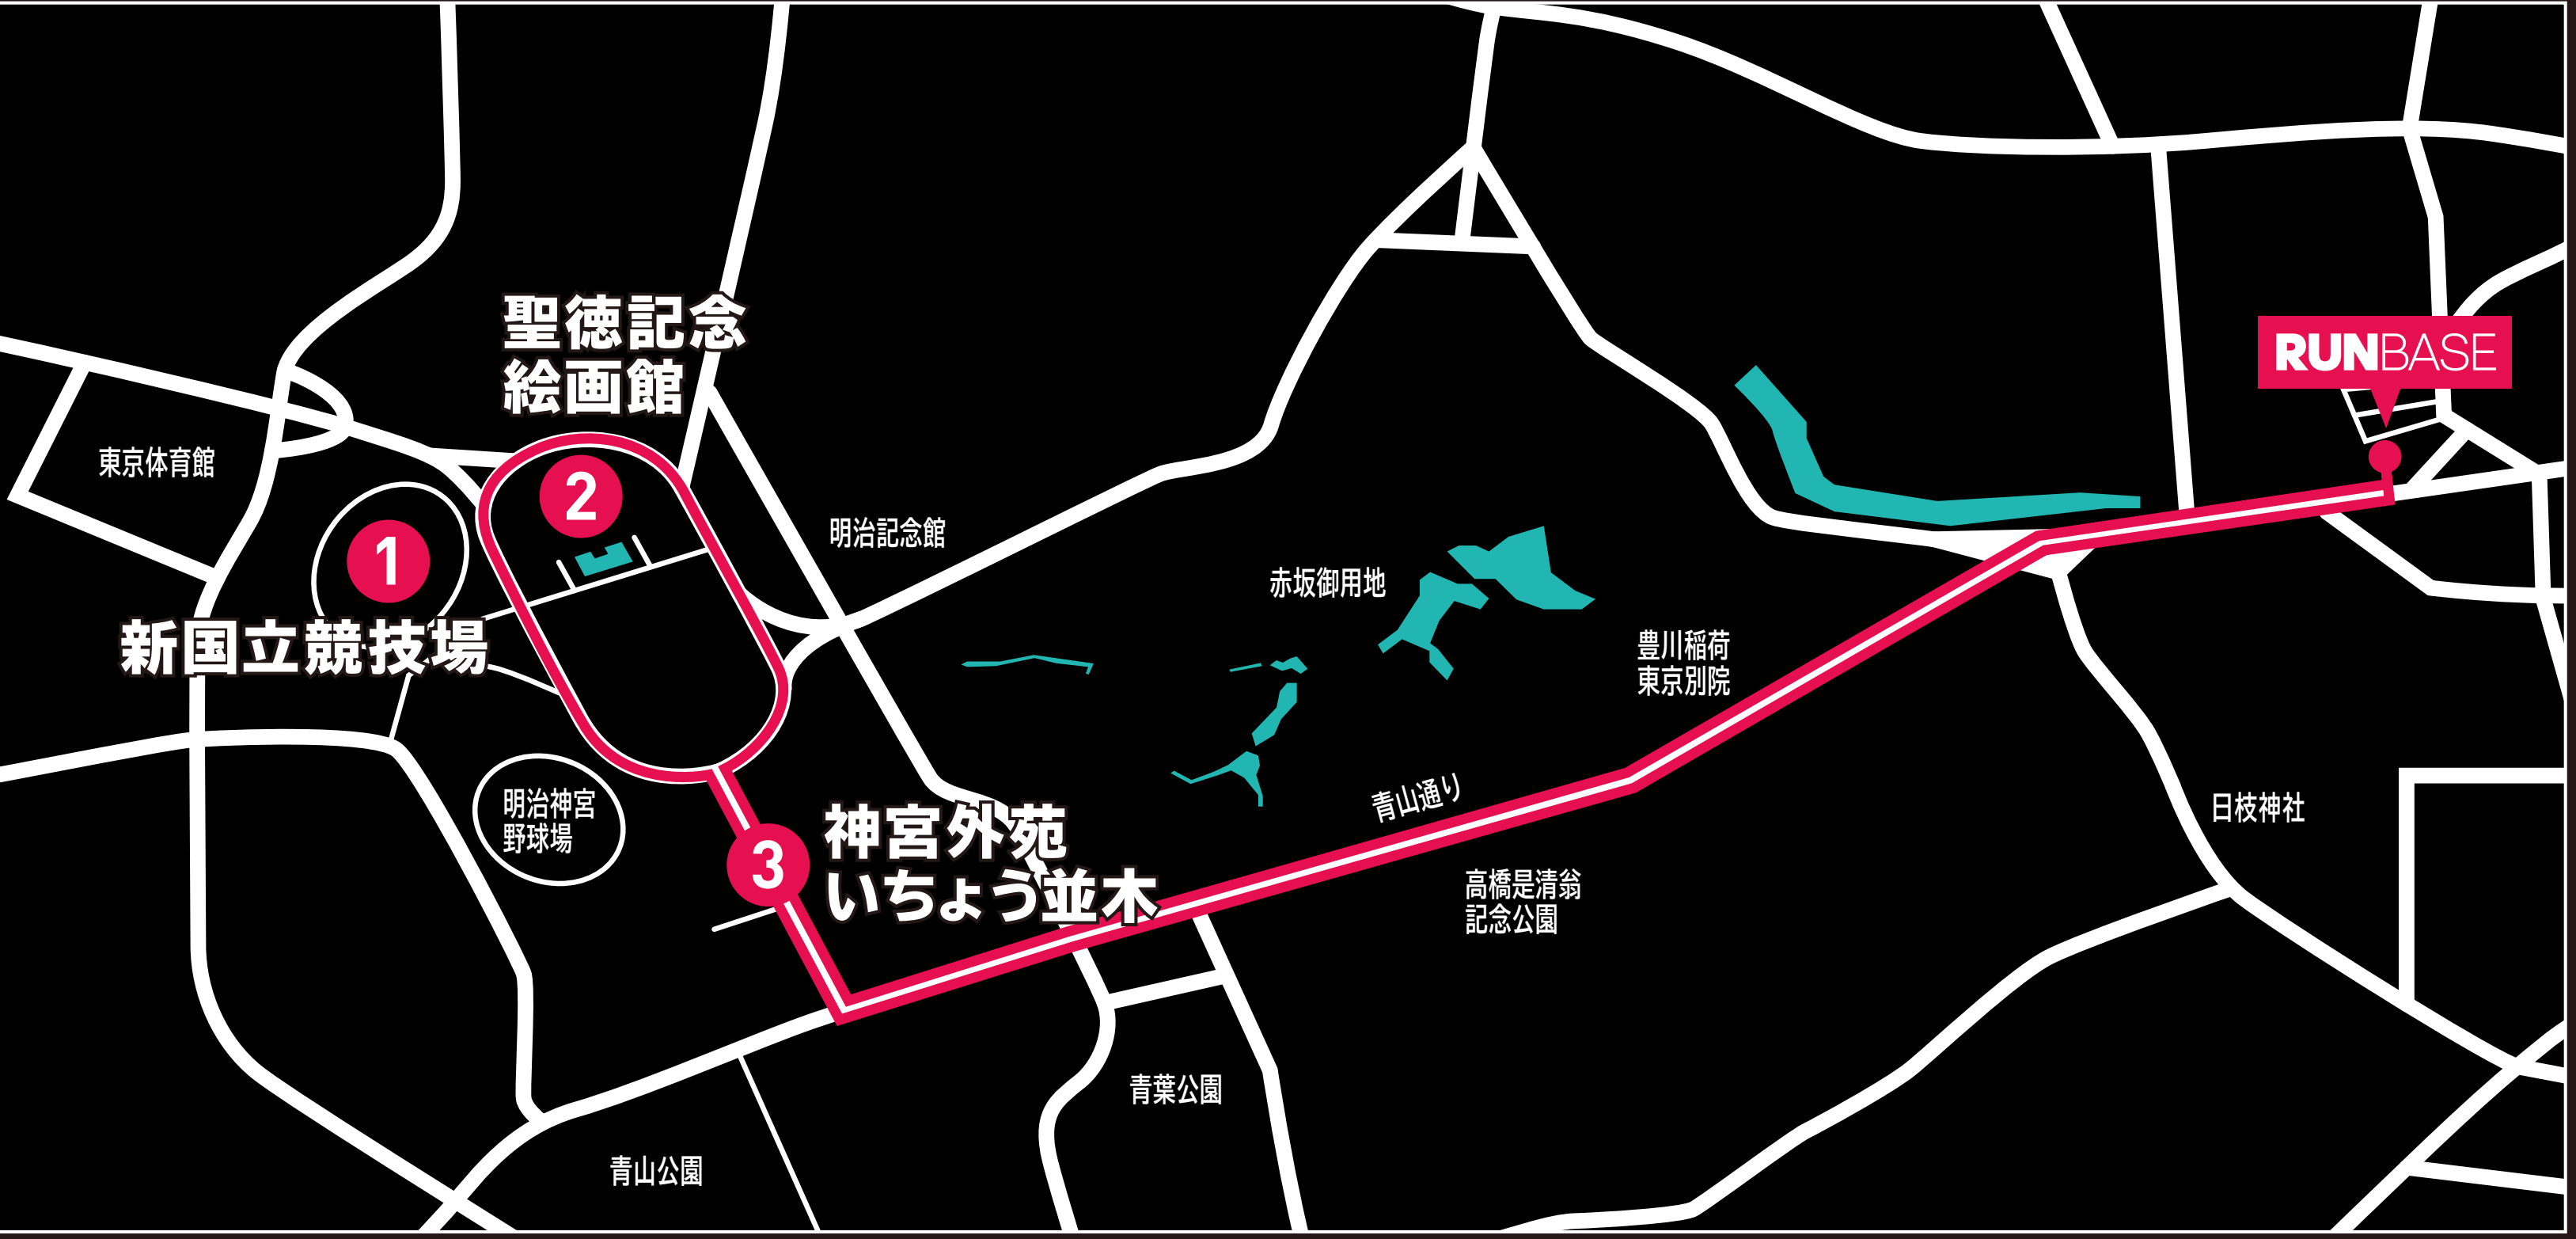 聖徳記念
絵画館
RUNBASE
東京体育館
2
明治記念館
1
赤坂御用地
新国立競技場
豊川稲荷
東京別院
明治神宮
野球場
青山通り
日枝神社
神宮外苑
いちょう並木
3
高橋是清翁
記念公園
青葉公園
青山公園